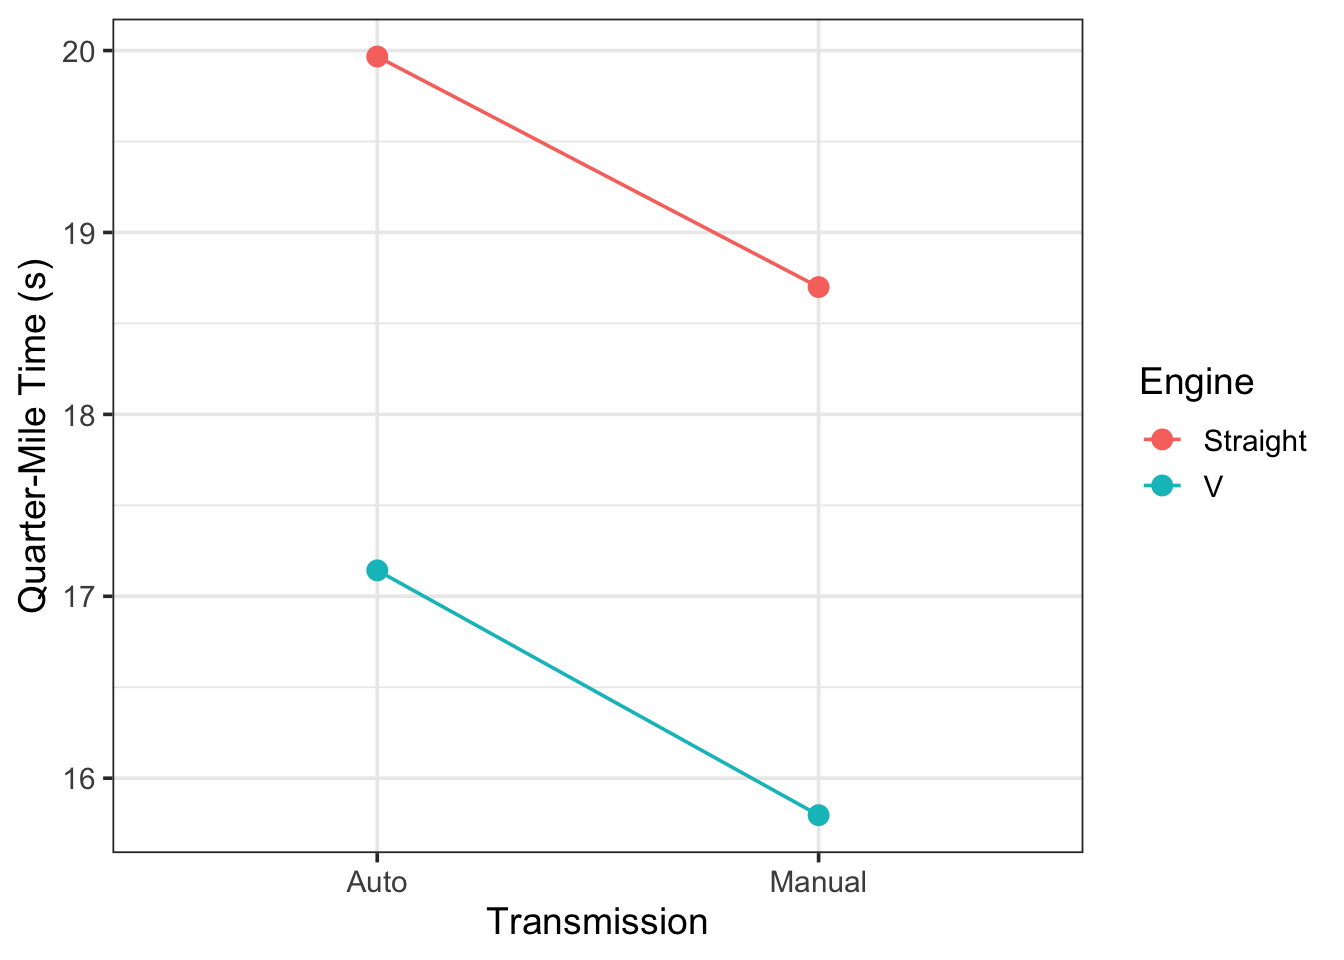 Quarter-Mile Time (s)
20
19
18
17
16
Auto
Manual
Transmission
Engine
Straight
V